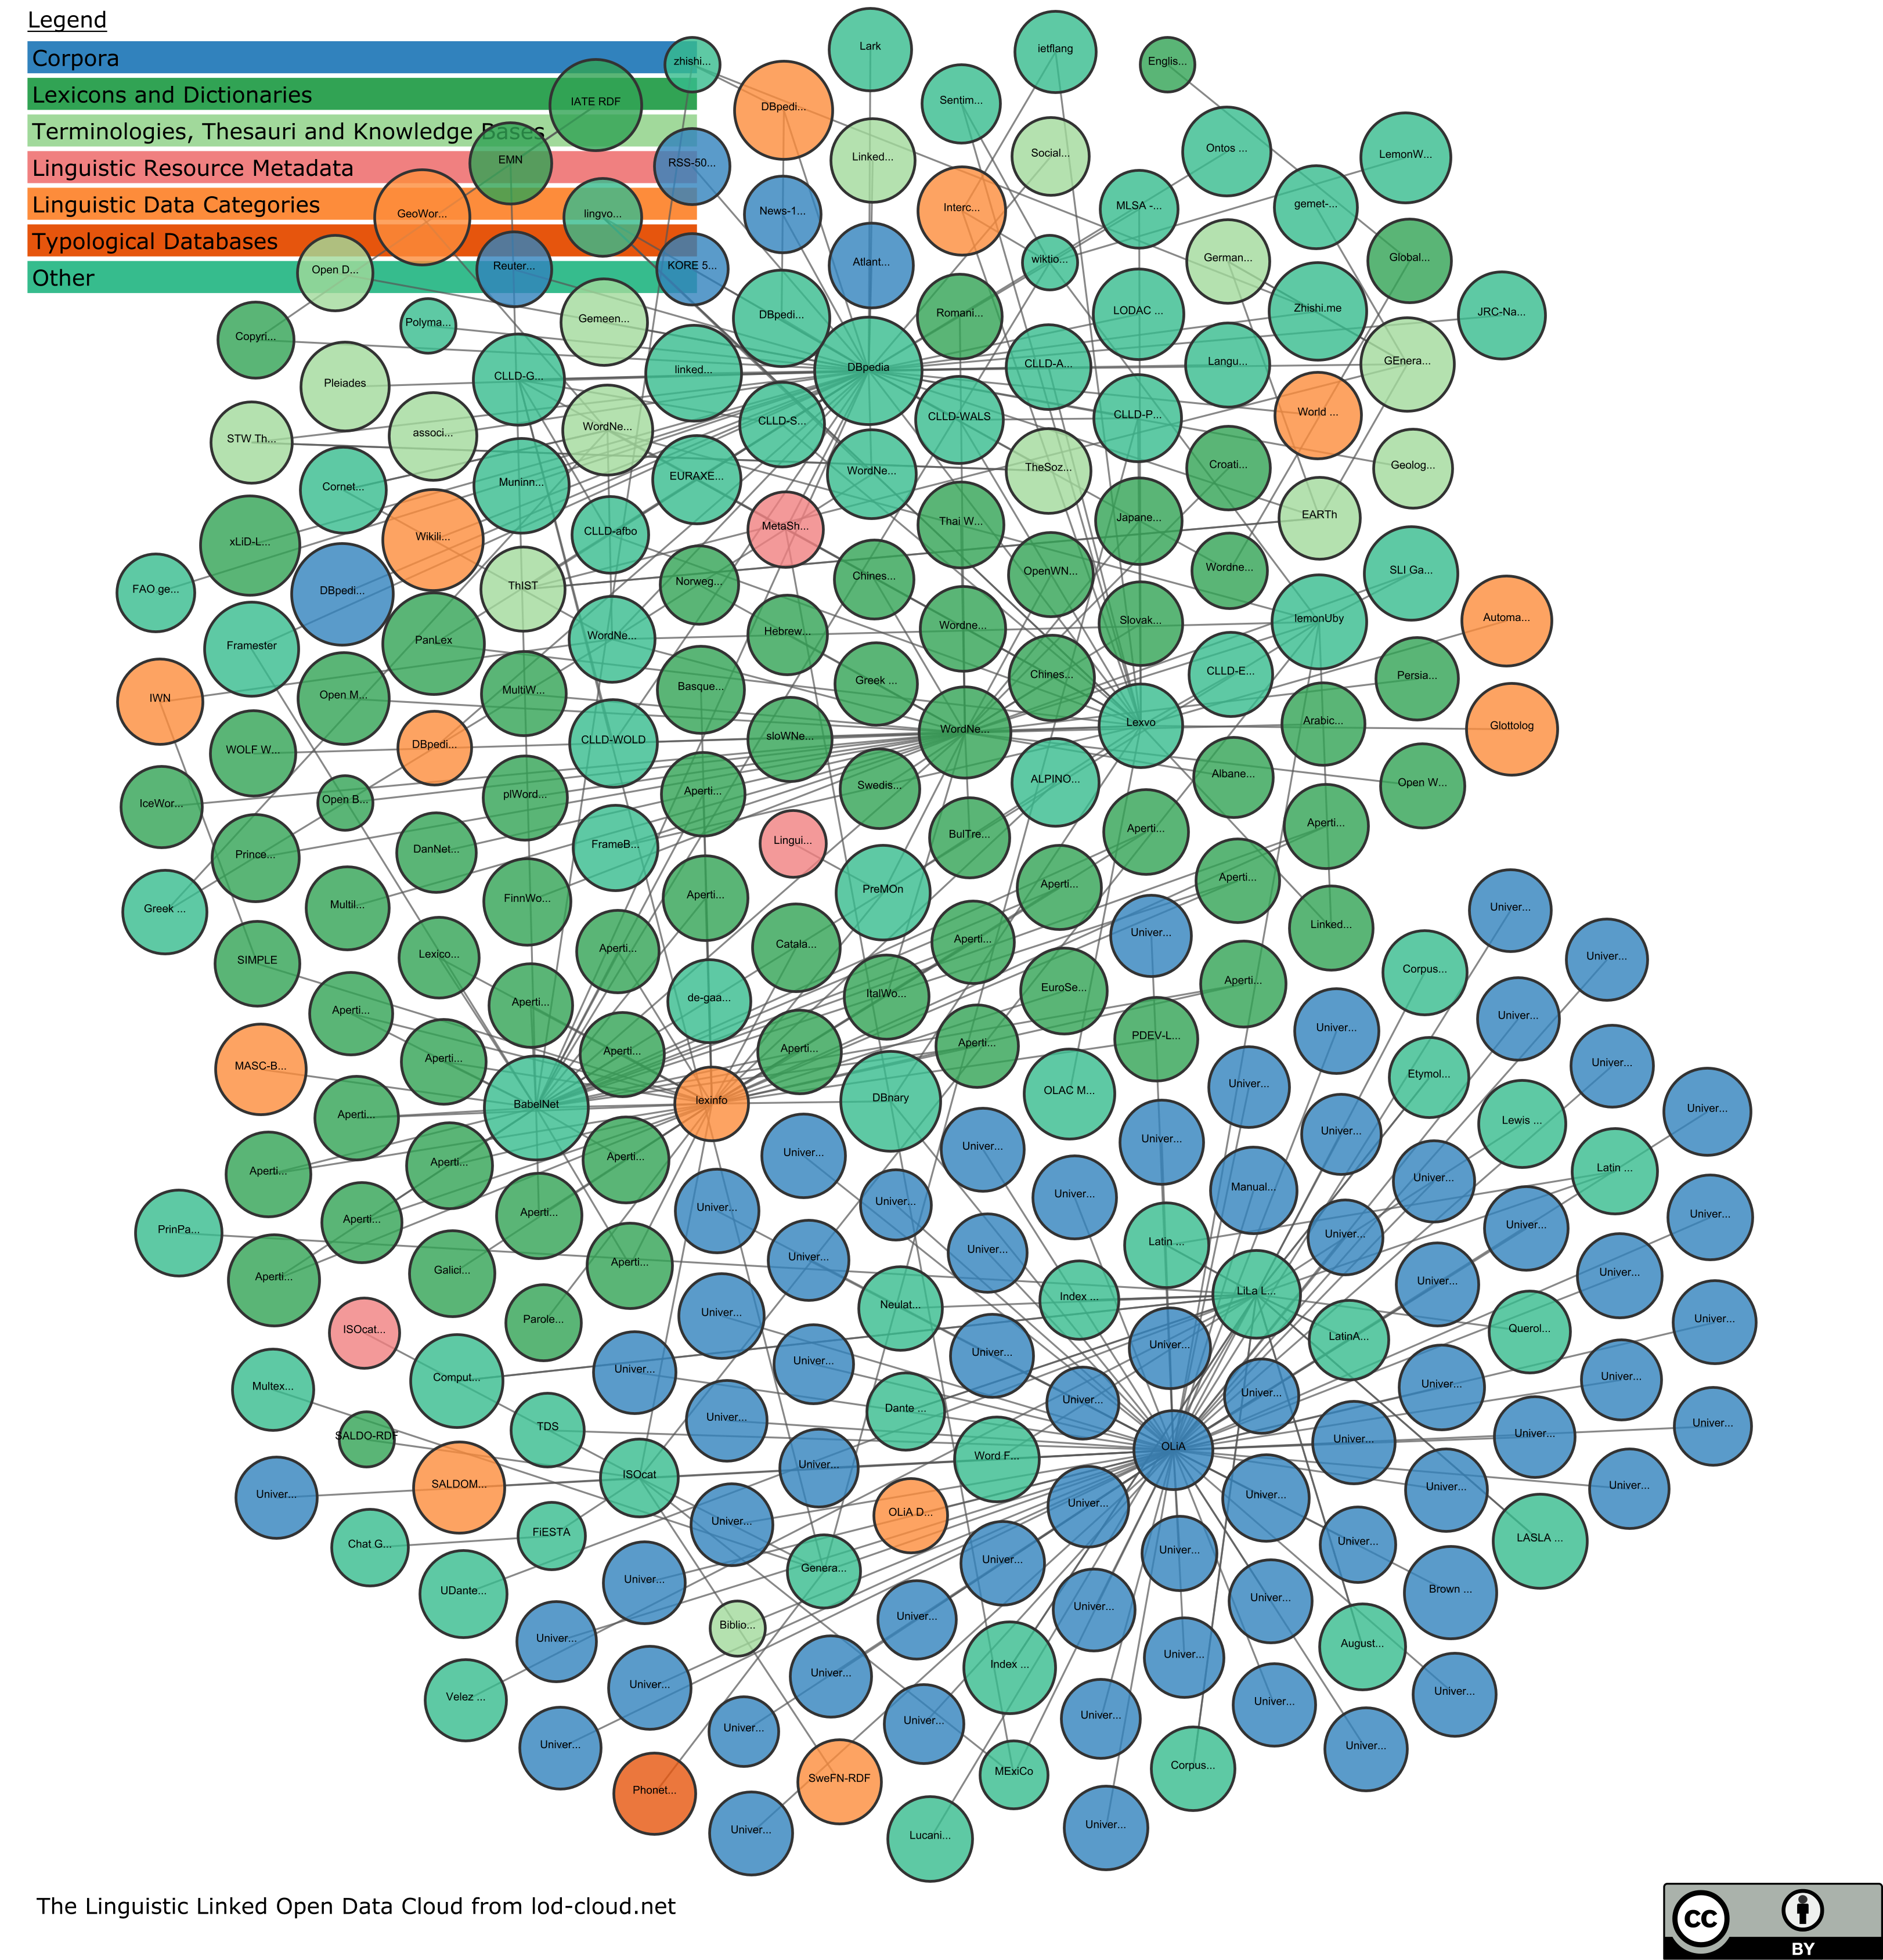 Legend
Corpora
Lexicons and Dictionaries
Terminologies, Thesauri and Knowledge Bases
Linguistic Resource Metadata
Linguistic Data Categories
Typological Databases
Other
zhishi...
Lark
ietflang
Englis...
IATE RDF
DBpedi...
Sentim...
EMN
RSS-50...
Linked...
Social...
Ontos ...
LemonW...
GeoWor...
lingvo...
News-1...
Interc...
MLSA -...
gemet-...
Open D...
Reuter...
KORE 5...
Atlant...
wiktio...
German...
Global...
Copyri...
Polyma...
Gemeen...
DBpedi...
Romani...
LODAC ...
Zhishi.me
JRC-Na...
Pleiades
CLLD-G...
linked...
DBpedia
CLLD-A...
Langu...
GEnera...
STW Th...
associ...
WordNe...
CLLD-S...
CLLD-WALS
CLLD-P...
World ...
Cornet...
Muninn...
EURAXE...
WordNe...
TheSoz...
Croati...
Geolog...
xLiD-L...
Wikili...
CLLD-afbo
MetaSh...
Thai W...
Japane...
EARTh
FAO ge...
DBpedi...
ThIST
Norweg...
Chines...
OpenWN...
Wordne...
SLI Ga...
Framester
PanLex
WordNe...
Hebrew...
Wordne...
Slovak...
lemonUby
Automa...
IWN
Open M...
MultiW...
Basque...
Greek ...
Chines...
CLLD-E...
Persia...
WOLF W...
DBpedi...
CLLD-WOLD
sloWNe...
WordNe...
Lexvo
Arabic...
Glottolog
IceWor...
Open B...
plWord...
Aperti...
Swedis...
ALPINO...
Albane...
Open W...
Prince...
DanNet...
FrameB...
Lingui...
BulTre...
Aperti...
Aperti...
Greek ...
Multil...
FinnWo...
Aperti...
PreMOn
Aperti...
Aperti...
Linked...
Univer...
SIMPLE
Lexico...
Aperti...
Catala...
Aperti...
Univer...
Corpus...
Univer...
Aperti...
Aperti...
de-gaa...
ItalWo...
EuroSe...
Aperti...
Univer...
Univer...
MASC-B...
Aperti...
Aperti...
Aperti...
Aperti...
PDEV-L...
Univer...
Etymol...
Univer...
Aperti...
BabelNet
lexinfo
DBnary
OLAC M...
Univer...
Lewis ...
Univer...
Aperti...
Aperti...
Aperti...
Univer...
Univer...
Univer...
Univer...
Latin ...
PrinPa...
Aperti...
Aperti...
Univer...
Univer...
Univer...
Manual...
Univer...
Univer...
Aperti...
Galici...
Aperti...
Univer...
Univer...
Latin ...
Univer...
Univer...
ISOcat...
Parole...
Univer...
Neulat...
Index ...
LiLa L...
Univer...
Querol...
Univer...
Multex...
Comput...
Univer...
Univer...
Univer...
Univer...
LatinA...
Univer...
Univer...
SALDO-RDF
TDS
Univer...
Dante ...
Univer...
Univer...
Univer...
Univer...
Univer...
Univer...
SALDOM...
ISOcat
Univer...
Word F...
OLiA
Univer...
Univer...
Univer...
Chat G...
FiESTA
Univer...
OLiA D...
Univer...
Univer...
Univer...
LASLA ...
UDante...
Univer...
Genera...
Univer...
Univer...
Univer...
Brown ...
Univer...
Biblio...
Univer...
Univer...
Univer...
August...
Velez ...
Univer...
Univer...
Index ...
Univer...
Univer...
Univer...
Univer...
Univer...
Univer...
Univer...
Univer...
Phonet...
SweFN-RDF
MExiCo
Corpus...
Univer...
Lucani...
Univer...
The Linguistic Linked Open Data Cloud from lod-cloud.net
CC
BY